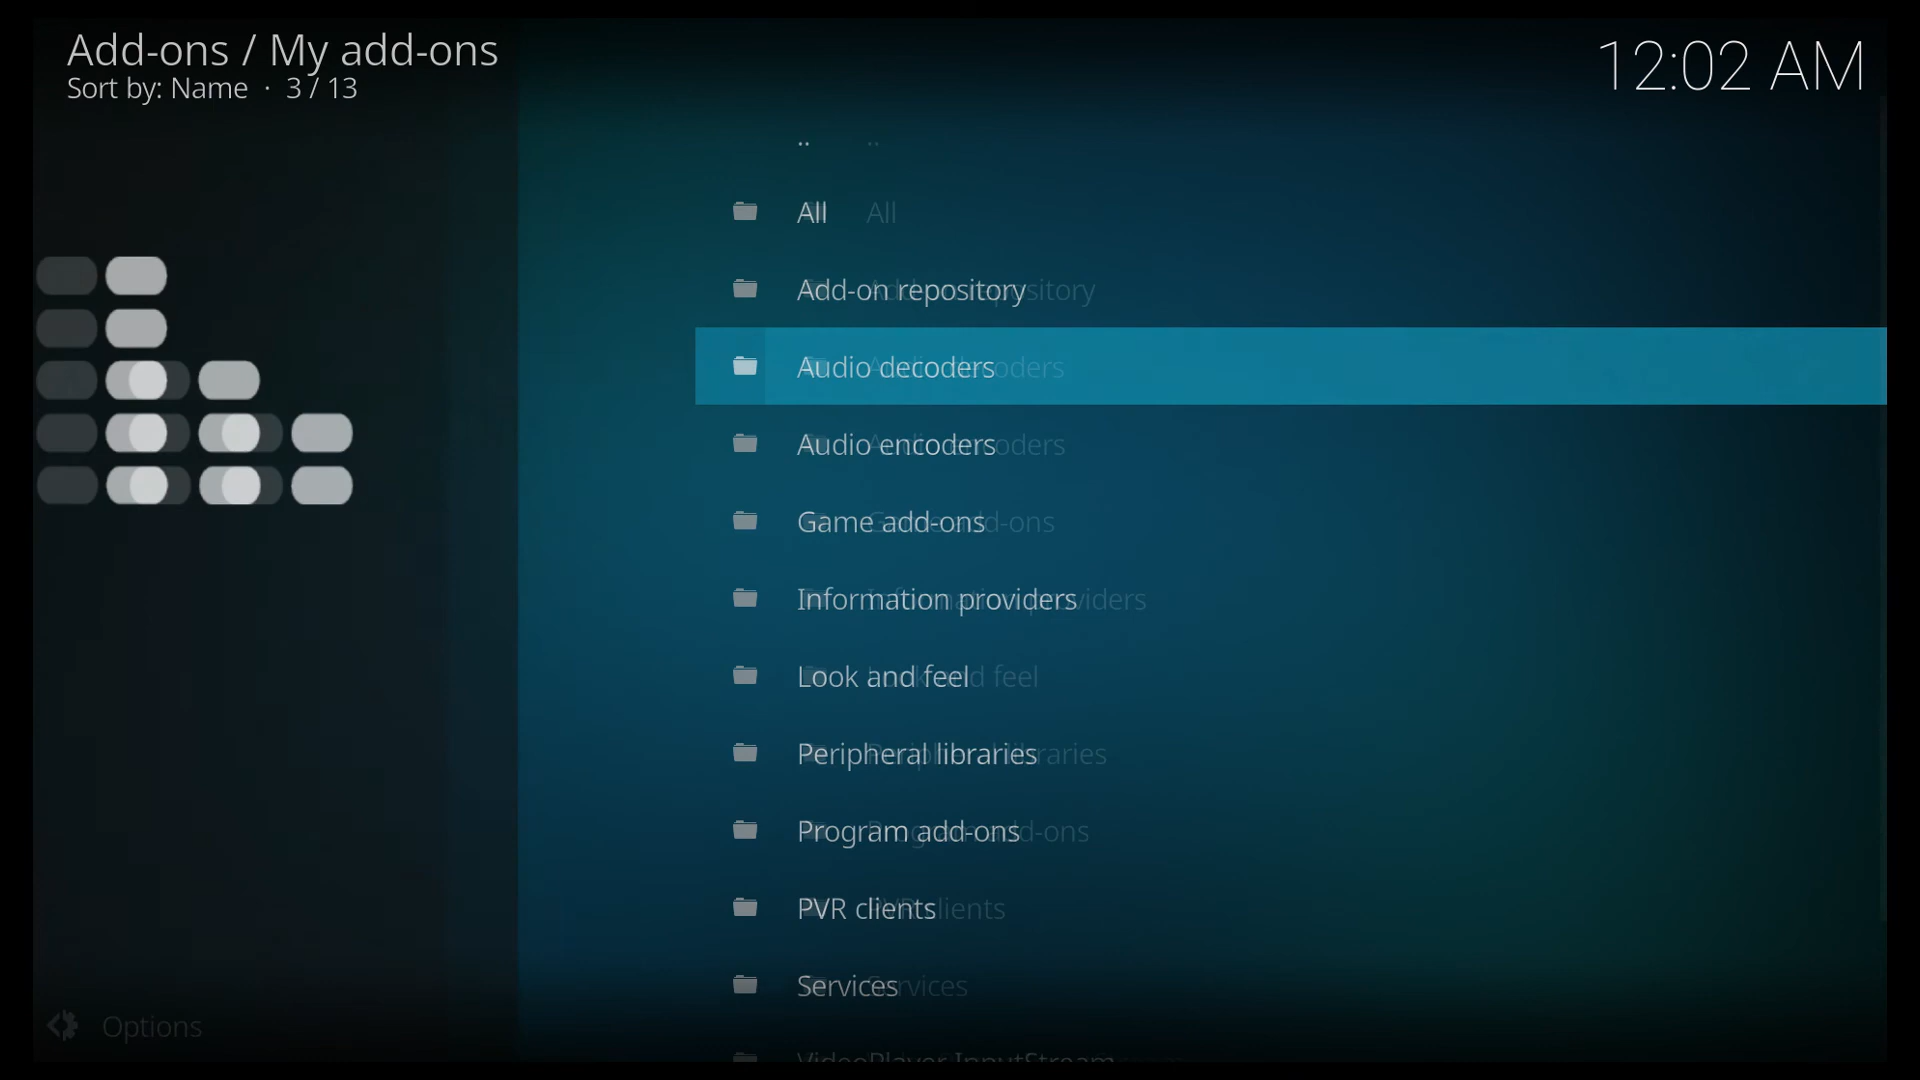 Add-ons / My add-ons
Sort by: Name · 3 / 13
12:02 AM
..
All
Add-on repository
Audio decoders
Audio encoders
Game add-ons
Information providers
Look and feel
Peripheral libraries
Program add-ons
PVR clients
Services
VideoPlayer InputStream
Options